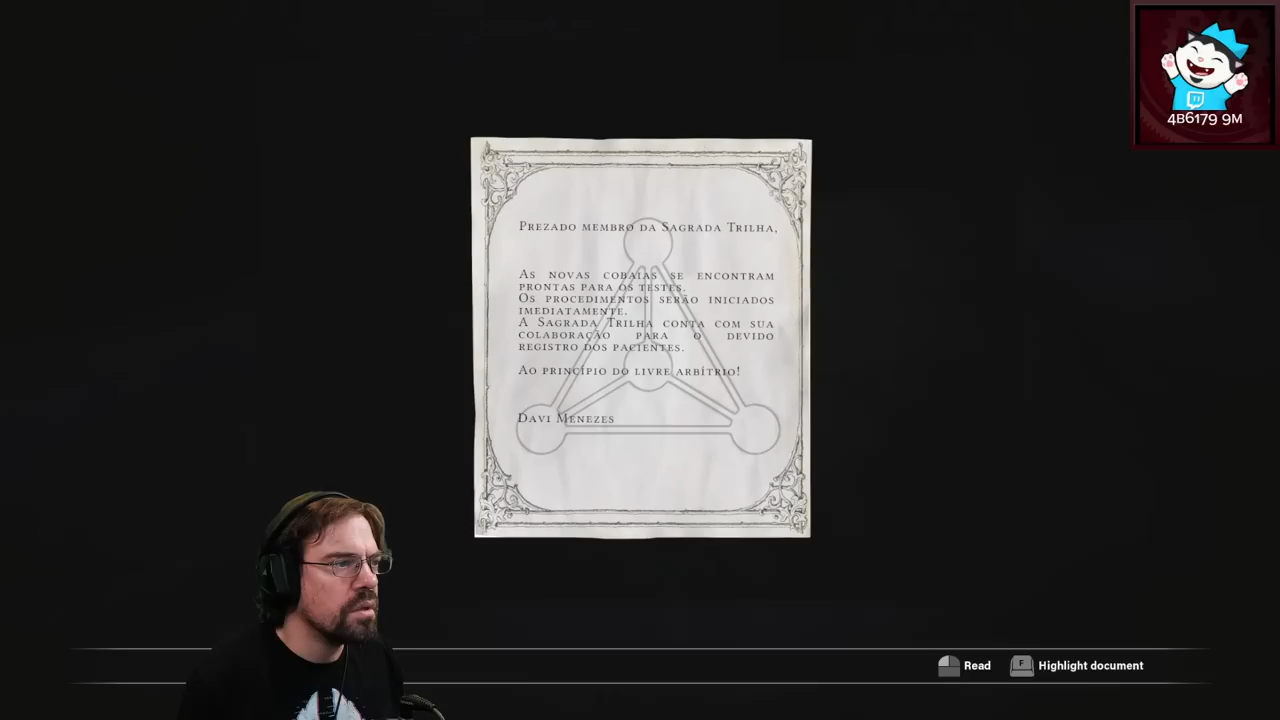 4B6179 9M
Prezado membro da Sagrada Trilha,
As novas cobaias se encontram
prontas para os testes.
Os procedimentos serão iniciados
imediatamente.
A Sagrada Trilha conta com sua
colaboração para o devido
registro dos pacientes.
Ao princípio do livre arbítrio!
Davi Menezes
F
Read
Highlight document